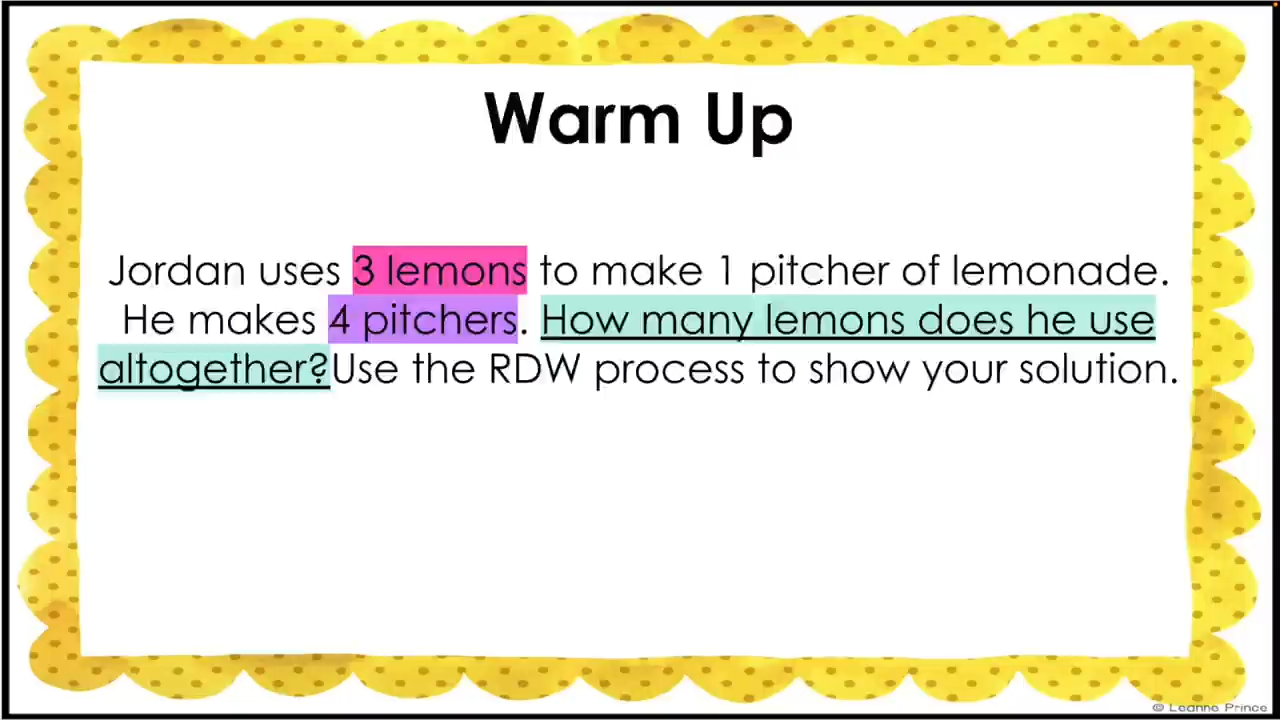 Warm Up
Jordan uses 3 lemons to make 1 pitcher of lemonade.
He makes 4 pitchers. How many lemons does he use
altogether?Use the RDW process to show your solution.
© Leanne Prince